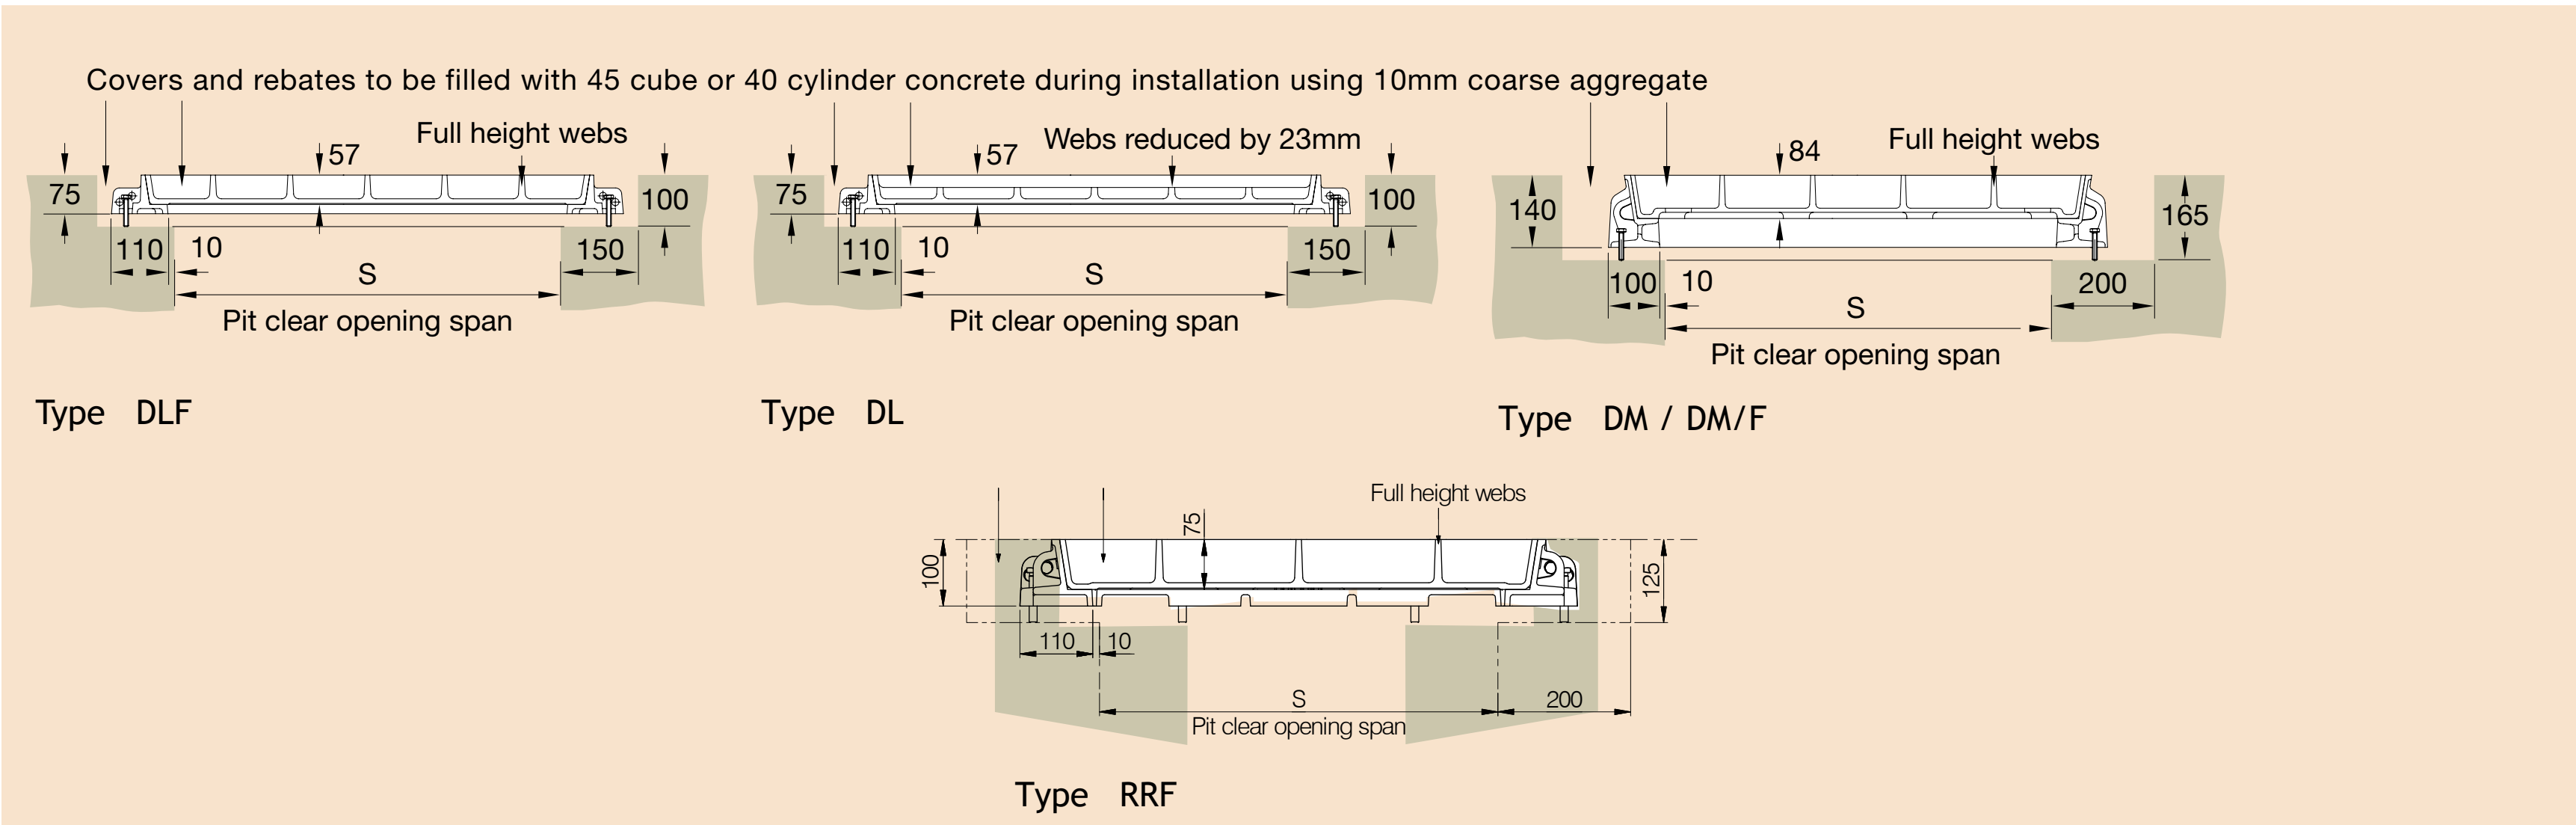 Covers and rebates to be filled with 45 cube or 40 cylinder concrete during installation using 10mm coarse aggregate
Full height webs
57
75
100
110
10
150
S
Pit clear opening span
Type DLF
Webs reduced by 23mm
57
75
100
110
10
150
S
Pit clear opening span
Type DL
Full height webs
84
140
165
100
10
200
S
Pit clear opening span
Type DM / DM/F
Full height webs
75
100
125
110
10
S
200
Pit clear opening span
Type RRF